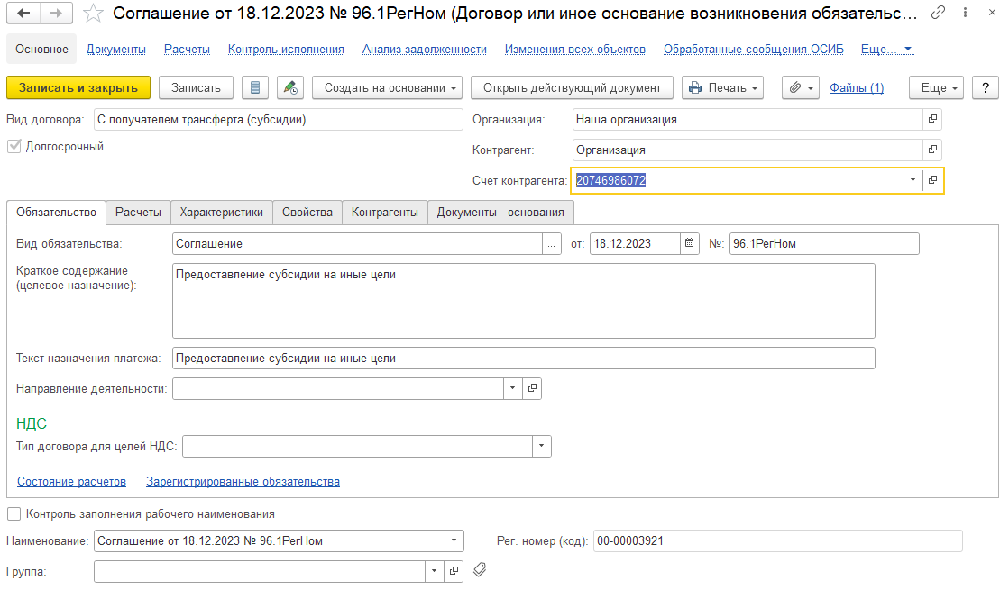 Соглашение от 18.12.2023 № 96.1РегНом (Договор или иное основание возникновения обязательс...
Основное Документы Расчеты Контроль исполнения Анализ задолженности Изменения всех объектов Обработанные сообщения ОСИБ Еще...
Записать и закрыть Записать Создать на основании Открыть действующий документ Печать Файлы (1) Еще ?
Вид договора: С получателем трансферта (субсидии) Организация: Наша организация
Долгосрочный Контрагент: Организация
Счет контрагента: 20746986072
Обязательство Расчеты Характеристики Свойства Контрагенты Документы - основания
Вид обязательства: Соглашение ... от: 18.12.2023 №: 96.1РегНом
Краткое содержание Предоставление субсидии на иные цели
(целевое назначение):
Текст назначения платежа: Предоставление субсидии на иные цели
Направление деятельности:
НДС
Тип договора для целей НДС:
Состояние расчетов Зарегистрированные обязательства
Контроль заполнения рабочего наименования
Наименование: Соглашение от 18.12.2023 № 96.1РегНом Рег. номер (код): 00-00003921
Группа: